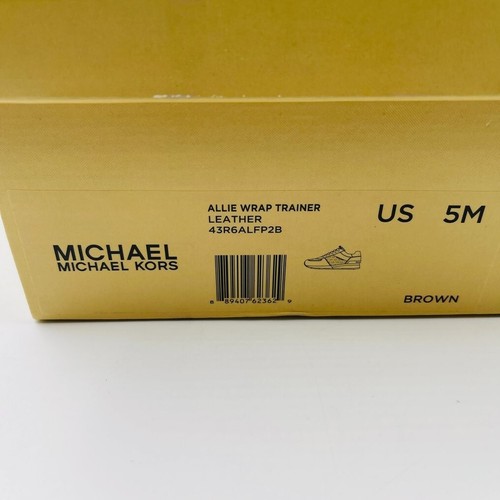 ALLIE WRAP TRAINER
LEATHER
43R6ALFP2B
US 5M
MICHAEL
MICHAEL KORS
8 89407 62362 9
BROWN